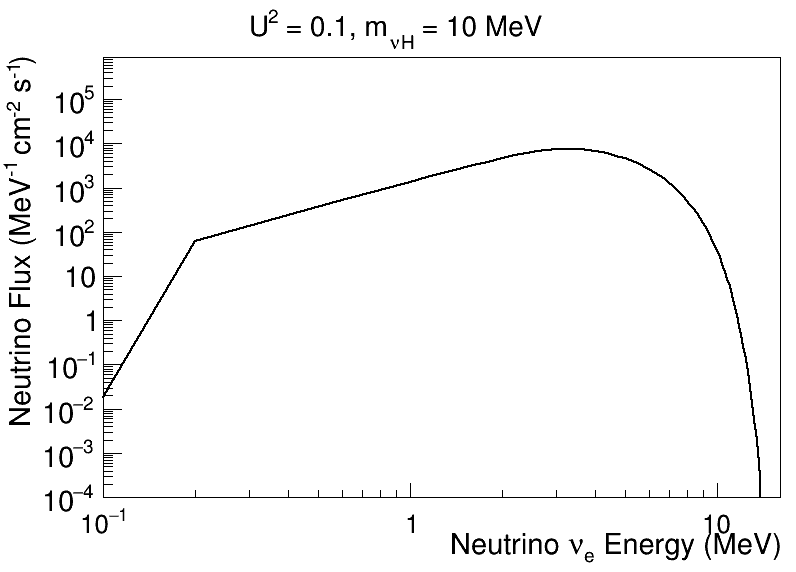 U² = 0.1, m_νH = 10 MeV
Neutrino Flux (MeV⁻¹ cm⁻² s⁻¹)
10⁵
10⁴
10³
10²
10
1
10⁻¹
10⁻²
10⁻³
10⁻⁴
10⁻¹ 1 10
Neutrino νₑ Energy (MeV)